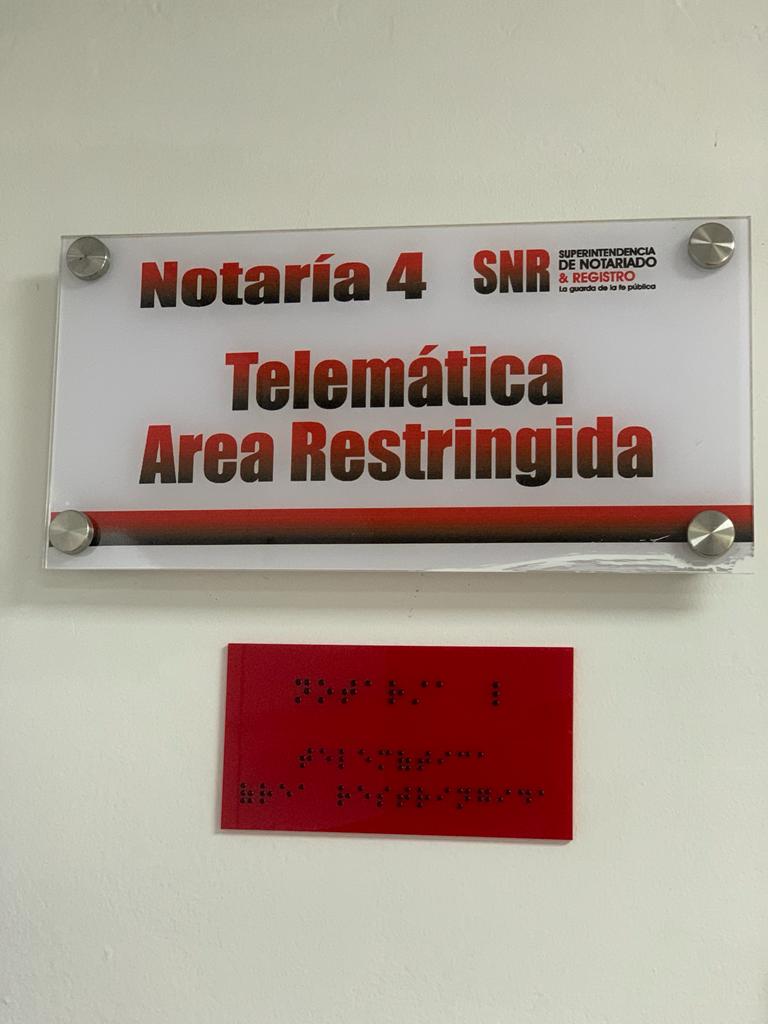 Notaría 4
SNR
SUPERINTENDENCIA
DE NOTARIADO
& REGISTRO
La guarda de la fe pública
Telemática
Area Restringida